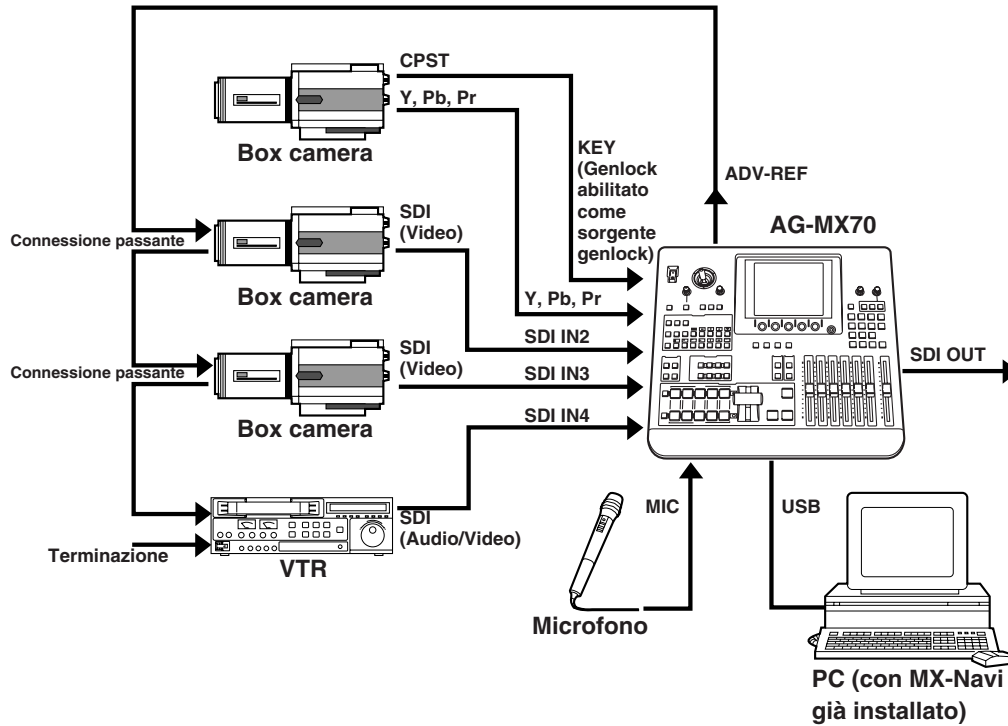 CPST
Y, Pb, Pr
Box camera
KEY
(Genlock
abilitato
come
sorgente
genlock)
ADV-REF
AG-MX70
Connessione passante
SDI
(Video)
Box camera
Y, Pb, Pr
SDI IN2
Connessione passante
SDI
(Video)
SDI IN3
SDI OUT
Box camera
SDI IN4
Terminazione
SDI
(Audio/Video)
VTR
MIC
USB
Microfono
PC (con MX-Navi
già installato)